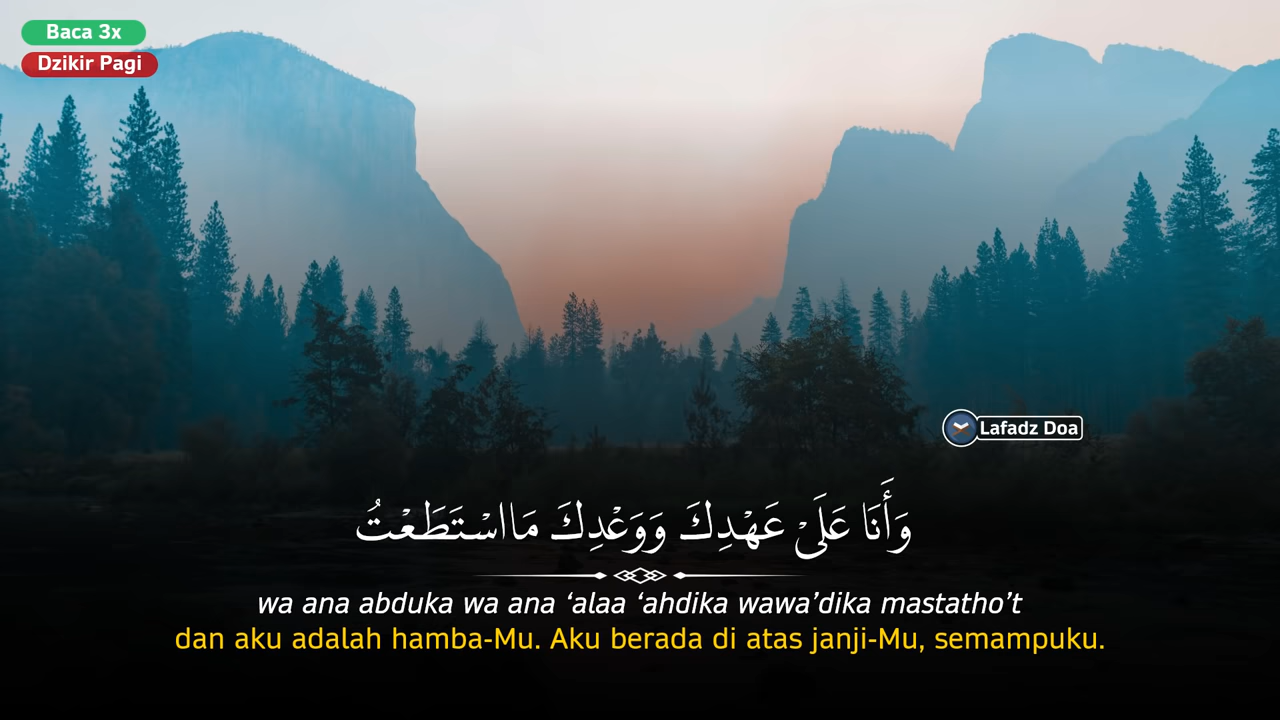 Baca 3x
Dzikir Pagi
Lafadz Doa
وَأَنَا عَلَىْ عَهْدِكَ وَوَعْدِكَ مَااسْتَطَعْتُ
wa ana abduka wa ana ‘alaa ‘ahdika wawa’dika mastatho’t
dan aku adalah hamba-Mu. Aku berada di atas janji-Mu, semampuku.